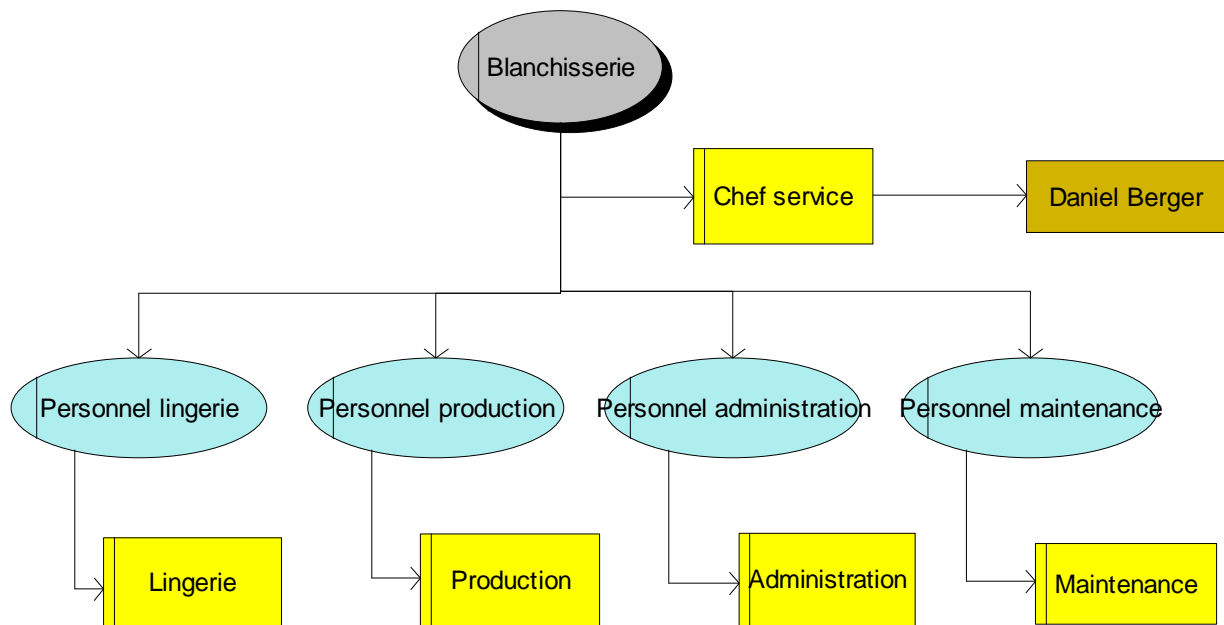 Blanchisserie
Chef service
Daniel Berger
Personnel lingerie
Personnel production
Personnel administration
Personnel maintenance
Lingerie
Production
Administration
Maintenance